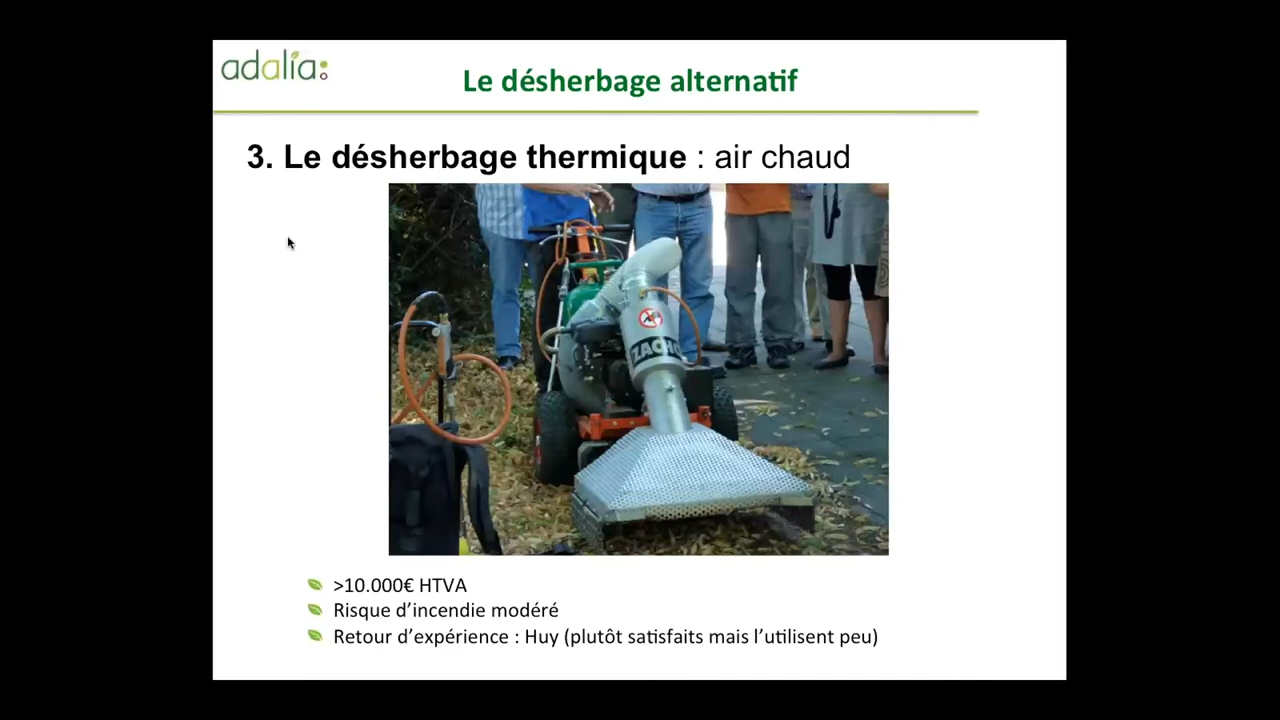 adalia
Le désherbage alternatif
3. Le désherbage thermique : air chaud
>10.000€ HTVA
Risque d’incendie modéré
Retour d’expérience : Huy (plutôt satisfaits mais l’utilisent peu)